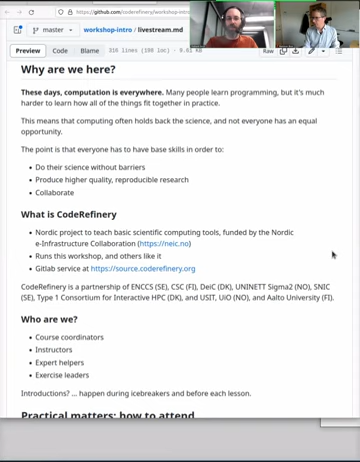 https://github.com/coderefinery/workshop-intro
master
workshop-intro / livestream.md
Preview Code Blame 316 lines (198 loc) · 9.61 KB Raw
Why are we here?
These days, computation is everywhere. Many people learn programming, but it's much
harder to learn how all of the things fit together in practice.
This means that computing often holds back the science, and not everyone has an equal
opportunity.
The point is that everyone has to have base skills in order to:
• Do their science without barriers
• Produce higher quality, reproducible research
• Collaborate
What is CodeRefinery
• Nordic project to teach basic scientific computing tools, funded by the Nordic
e-Infrastructure Collaboration (https://neic.no)
• Runs this workshop, and others like it
• Gitlab service at https://source.coderefinery.org
CodeRefinery is a partnership of ENCCS (SE), CSC (FI), DeiC (DK), UNINETT Sigma2 (NO), SNIC
(SE), Type 1 Consortium for Interactive HPC (DK), and USIT, UiO (NO), and Aalto University (FI).
Who are we?
• Course coordinators
• Instructors
• Expert helpers
• Exercise leaders
Introductions? ... happen during icebreakers and before each lesson.
Practical matters: how to attend